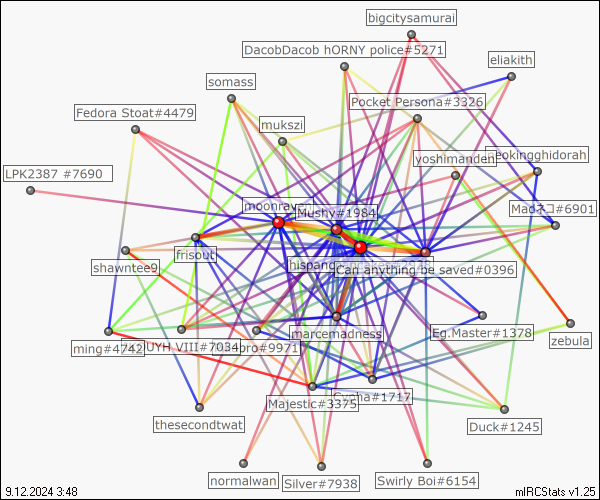 bigcitysamurai
DacobDacob hORNY police#5271
eliakith
somass
Pocket Persona#3326
Fedora Stoat#4479
mukszi
yoshimanden
eokingghidorah
LPK2387 #7690
moonray
Mushy#1984
Madネコ#6901
frisout
hispano
Can anything be saved#0396
shawntee9
marcemadness
Eg.Master#1378
zebula
ming#4742
UYH VIII#7034
bro#9971
Majestic#3375
#1717
Duck#1245
thesecondtwat
normalwan
Silver#7938
Swirly Boi#6154
9.12.2024 3:48
mIRCStats v1.25